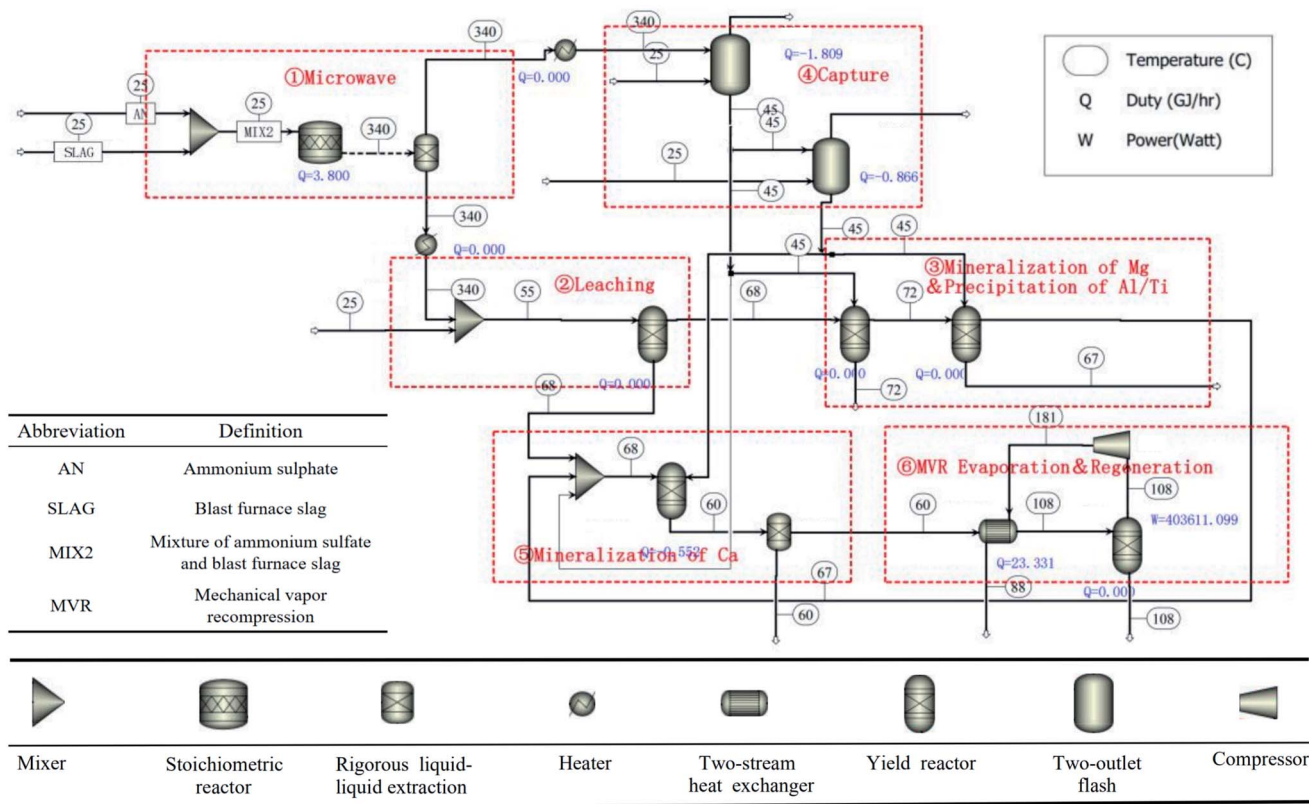 340
340
25
①Microwave
Q=0.000
25
Q=-1.809
④Capture
Temperature (C)
Q
Duty (GJ/hr)
W
Power(Watt)
25
AN
25
MIX2
340
25
SLAG
Q=3.800
45
45
25
45
Q=-0.866
340
Q=0.000
45
45
45
②Leaching
③Mineralization of Mg
&Precipitation of Al/Ti
340
55
68
72
25
Q=0.000
Q=0.000
Q=0.000
67
72
68
Abbreviation
Definition
AN
Ammonium sulphate
SLAG
Blast furnace slag
MIX2
Mixture of ammonium sulfate
and blast furnace slag
MVR
Mechanical vapor
recompression
68
60
⑤Mineralization of Ca
Q=-0.552
60
67
181
⑥MVR Evaporation&Regeneration
108
W=403611.099
60
108
Q=23.331
88
Q=0.000
108
Mixer
Stoichiometric
reactor
Rigorous liquid-
liquid extraction
Heater
Two-stream
heat exchanger
Yield reactor
Two-outlet
flash
Compressor